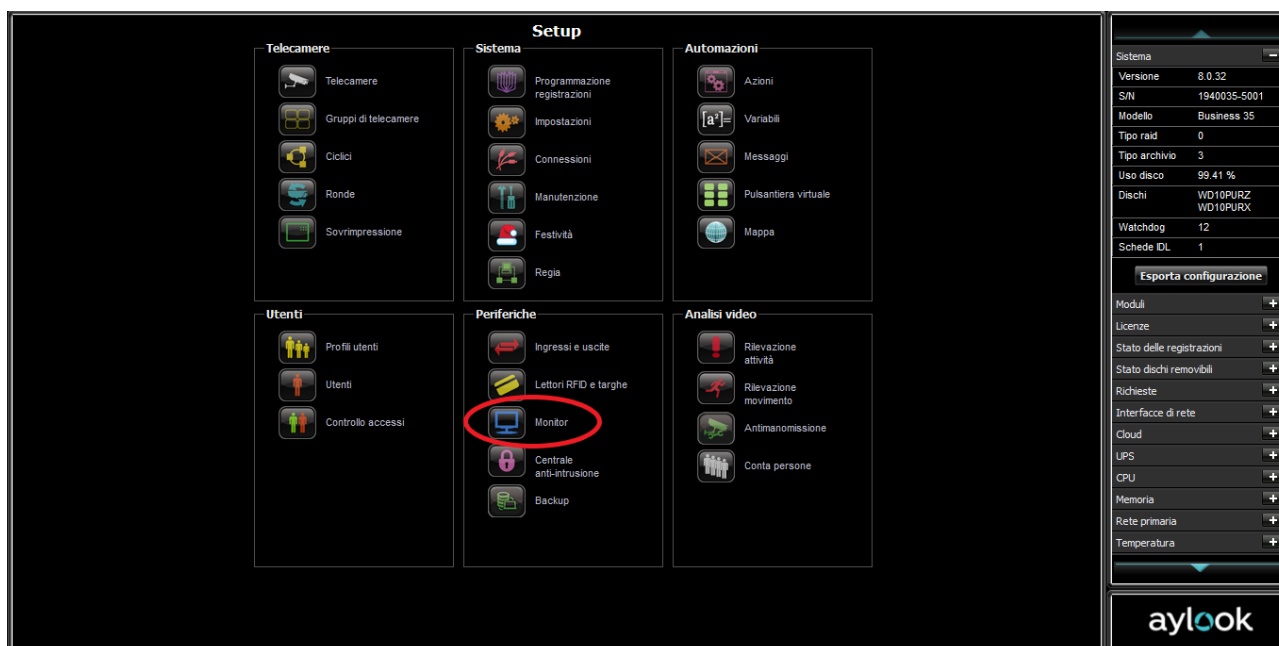 Setup
Telecamere
Telecamere
Gruppi di telecamere
Ciclici
Ronde
Sovrimpressione
Sistema
Programmazione
registrazioni
Impostazioni
Connessioni
Manutenzione
Festività
Regia
Automazioni
Azioni
[a²]=
Variabili
Messaggi
Pulsantiera virtuale
Mappa
Utenti
Profili utenti
Utenti
Controllo accessi
Periferiche
Ingressi e uscite
Lettori RFID e targhe
Monitor
Centrale
anti-intrusione
Backup
Analisi video
Rilevazione
attività
Rilevazione
movimento
Antimanomissione
Conta persone
Sistema
Versione 8.0.32
S/N 1940035-5001
Modello Business 35
Tipo raid 0
Tipo archivio 3
Uso disco 99.41 %
Dischi WD10PURZ
WD10PURX
Watchdog 12
Schede IDL 1
Esporta configurazione
Moduli
Licenze
Stato delle registrazioni
Stato dischi removibili
Richieste
Interfacce di rete
Cloud
UPS
CPU
Memoria
Rete primaria
Temperatura
aylook